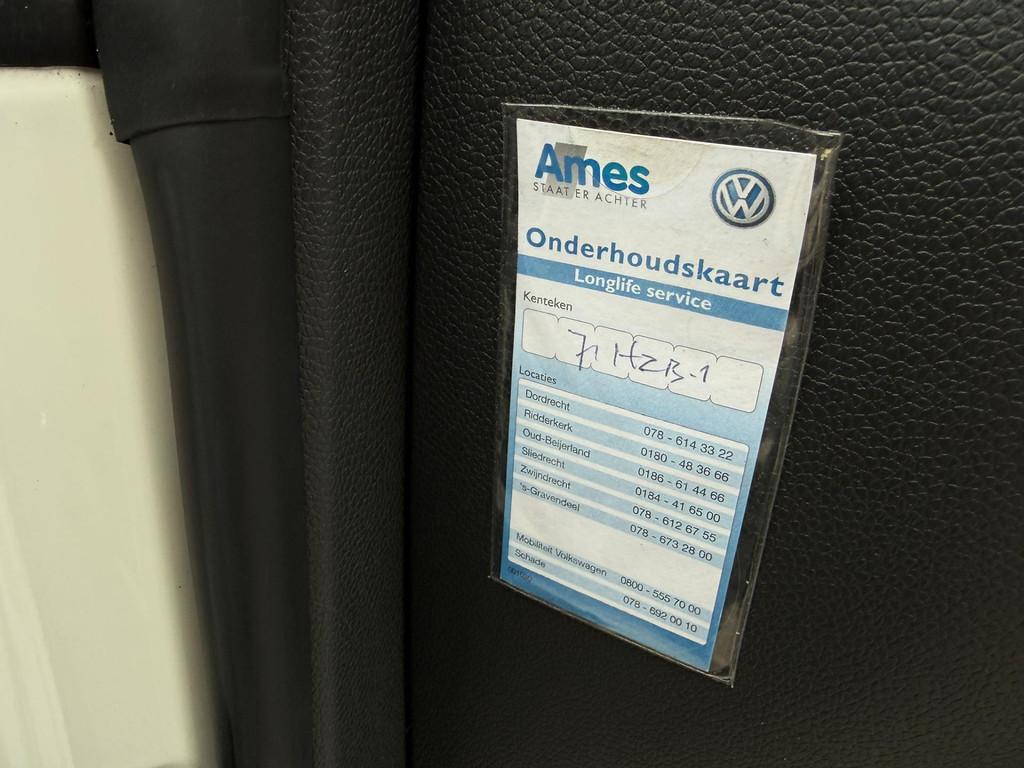 Ames
STAAT ER ACHTER
Onderhoudskaart
Longlife service
Kenteken
71 HZB-1
Locaties
Dordrecht 078 - 614 33 22
Ridderkerk 0180 - 48 36 66
Oud-Beijerland 0186 - 61 44 66
Sliedrecht 0184 - 41 65 00
Zwijndrecht 078 - 612 67 55
's-Gravendeel 078 - 673 28 00
Mobiliteit Volkswagen 0800 - 555 70 00
Schade 078 - 692 00 10